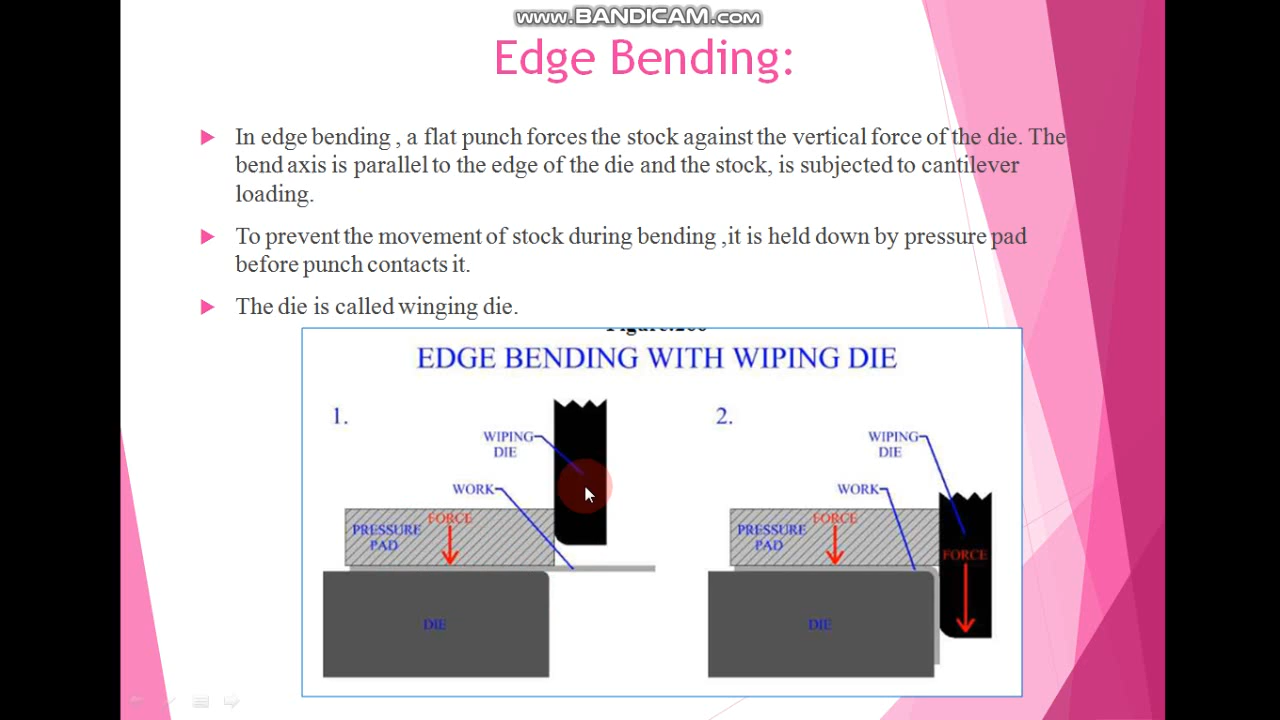 www.BANDICAM.com
Edge Bending:
In edge bending , a flat punch forces the stock against the vertical force of the die. The
bend axis is parallel to the edge of the die and the stock, is subjected to cantilever
loading.
To prevent the movement of stock during bending ,it is held down by pressure pad
before punch contacts it.
The die is called winging die.
EDGE BENDING WITH WIPING DIE
1.
WIPING
DIE
WORK
FORCE
PRESSURE
PAD
DIE
2.
WIPING
DIE
WORK
FORCE
PRESSURE
PAD
FORCE
DIE